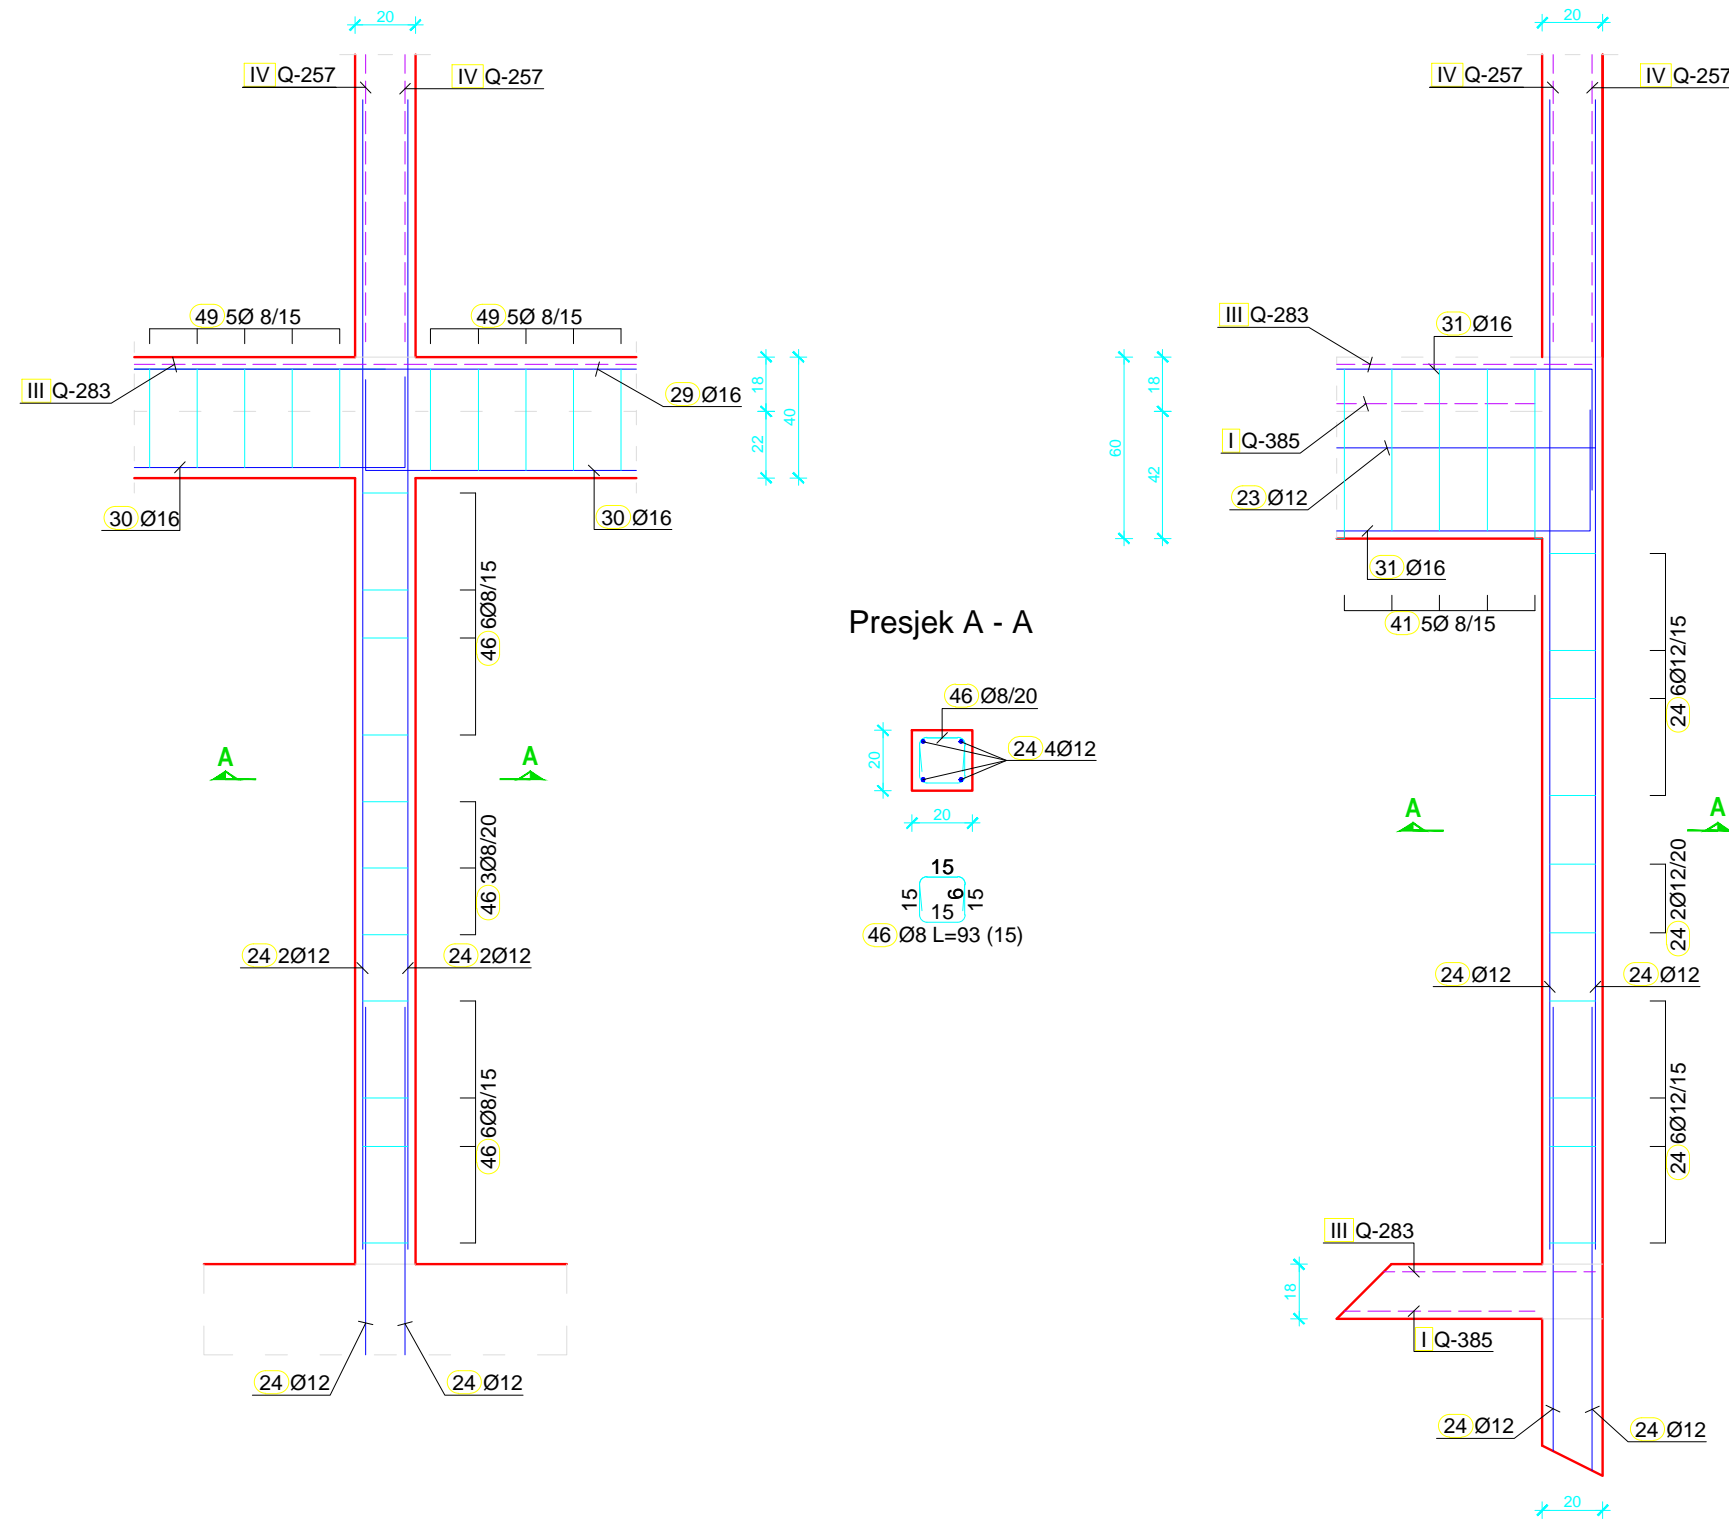 20
IV Q-257
IV Q-257
49 5Ø 8/15
49 5Ø 8/15
III Q-283
29 Ø16
18
22
40
30 Ø16
30 Ø16
46 6Ø8/15
A
A
46 3Ø8/20
24 2Ø12
24 2Ø12
46 6Ø8/15
24 Ø12
24 Ø12
Presjek A - A
46 Ø8/20
24 4Ø12
20
20
15
15
6
15
15
46 Ø8 L=93 (15)
20
IV Q-257
IV Q-257
III Q-283
31 Ø16
18
60
42
I Q-385
23 Ø12
31 Ø16
41 5Ø 8/15
24 6Ø12/15
A
A
24 2Ø12/20
24 Ø12
24 Ø12
24 6Ø12/15
III Q-283
18
I Q-385
24 Ø12
24 Ø12
20